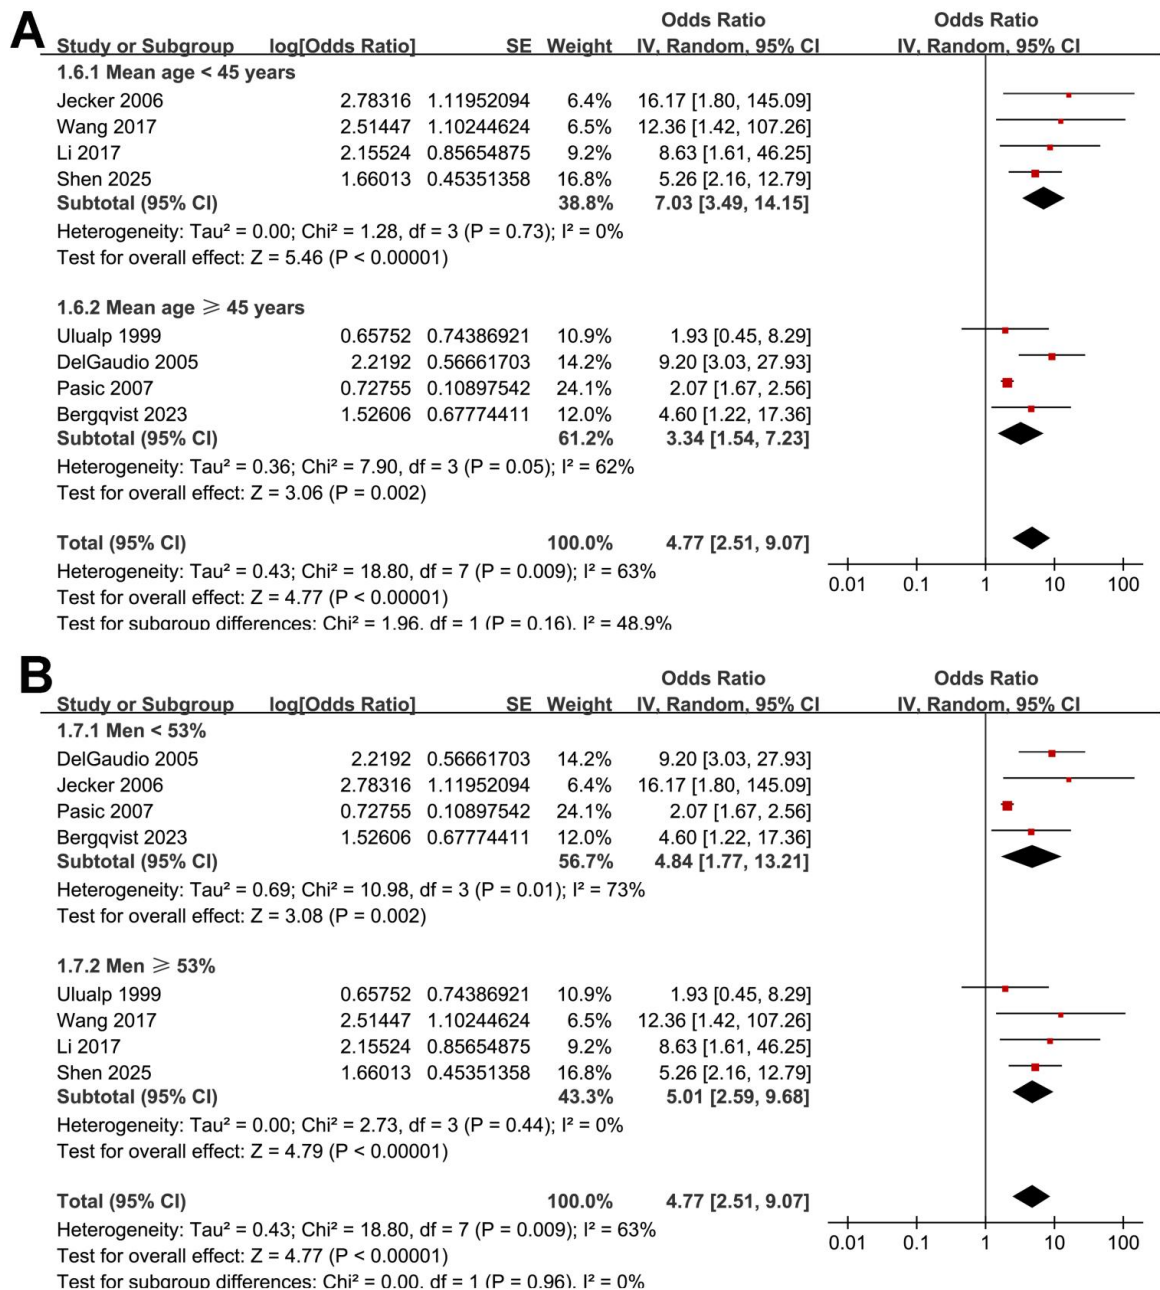 A
Odds Ratio Odds Ratio
Study or Subgroup log[Odds Ratio] SE Weight IV, Random, 95% CI IV, Random, 95% CI
1.6.1 Mean age < 45 years
Jecker 2006 2.78316 1.11952094 6.4% 16.17 [1.80, 145.09]
Wang 2017 2.51447 1.10244624 6.5% 12.36 [1.42, 107.26]
Li 2017 2.15524 0.85654875 9.2% 8.63 [1.61, 46.25]
Shen 2025 1.66013 0.45351358 16.8% 5.26 [2.16, 12.79]
Subtotal (95% CI) 38.8% 7.03 [3.49, 14.15]
Heterogeneity: Tau² = 0.00; Chi² = 1.28, df = 3 (P = 0.73); I² = 0%
Test for overall effect: Z = 5.46 (P < 0.00001)
1.6.2 Mean age ⩾ 45 years
Ulualp 1999 0.65752 0.74386921 10.9% 1.93 [0.45, 8.29]
DelGaudio 2005 2.2192 0.56661703 14.2% 9.20 [3.03, 27.93]
Pasic 2007 0.72755 0.10897542 24.1% 2.07 [1.67, 2.56]
Bergqvist 2023 1.52606 0.67774411 12.0% 4.60 [1.22, 17.36]
Subtotal (95% CI) 61.2% 3.34 [1.54, 7.23]
Heterogeneity: Tau² = 0.36; Chi² = 7.90, df = 3 (P = 0.05); I² = 62%
Test for overall effect: Z = 3.06 (P = 0.002)
Total (95% CI) 100.0% 4.77 [2.51, 9.07]
Heterogeneity: Tau² = 0.43; Chi² = 18.80, df = 7 (P = 0.009); I² = 63%
0.01 0.1 1 10 100
Test for overall effect: Z = 4.77 (P < 0.00001)
Test for subgroup differences: Chi² = 1.96, df = 1 (P = 0.16), I² = 48.9%
B
Odds Ratio Odds Ratio
Study or Subgroup log[Odds Ratio] SE Weight IV, Random, 95% CI IV, Random, 95% CI
1.7.1 Men < 53%
DelGaudio 2005 2.2192 0.56661703 14.2% 9.20 [3.03, 27.93]
Jecker 2006 2.78316 1.11952094 6.4% 16.17 [1.80, 145.09]
Pasic 2007 0.72755 0.10897542 24.1% 2.07 [1.67, 2.56]
Bergqvist 2023 1.52606 0.67774411 12.0% 4.60 [1.22, 17.36]
Subtotal (95% CI) 56.7% 4.84 [1.77, 13.21]
Heterogeneity: Tau² = 0.69; Chi² = 10.98, df = 3 (P = 0.01); I² = 73%
Test for overall effect: Z = 3.08 (P = 0.002)
1.7.2 Men ⩾ 53%
Ulualp 1999 0.65752 0.74386921 10.9% 1.93 [0.45, 8.29]
Wang 2017 2.51447 1.10244624 6.5% 12.36 [1.42, 107.26]
Li 2017 2.15524 0.85654875 9.2% 8.63 [1.61, 46.25]
Shen 2025 1.66013 0.45351358 16.8% 5.26 [2.16, 12.79]
Subtotal (95% CI) 43.3% 5.01 [2.59, 9.68]
Heterogeneity: Tau² = 0.00; Chi² = 2.73, df = 3 (P = 0.44); I² = 0%
Test for overall effect: Z = 4.79 (P < 0.00001)
Total (95% CI) 100.0% 4.77 [2.51, 9.07]
Heterogeneity: Tau² = 0.43; Chi² = 18.80, df = 7 (P = 0.009); I² = 63%
0.01 0.1 1 10 100
Test for overall effect: Z = 4.77 (P < 0.00001)
Test for subgroup differences: Chi² = 0.00, df = 1 (P = 0.96), I² = 0%